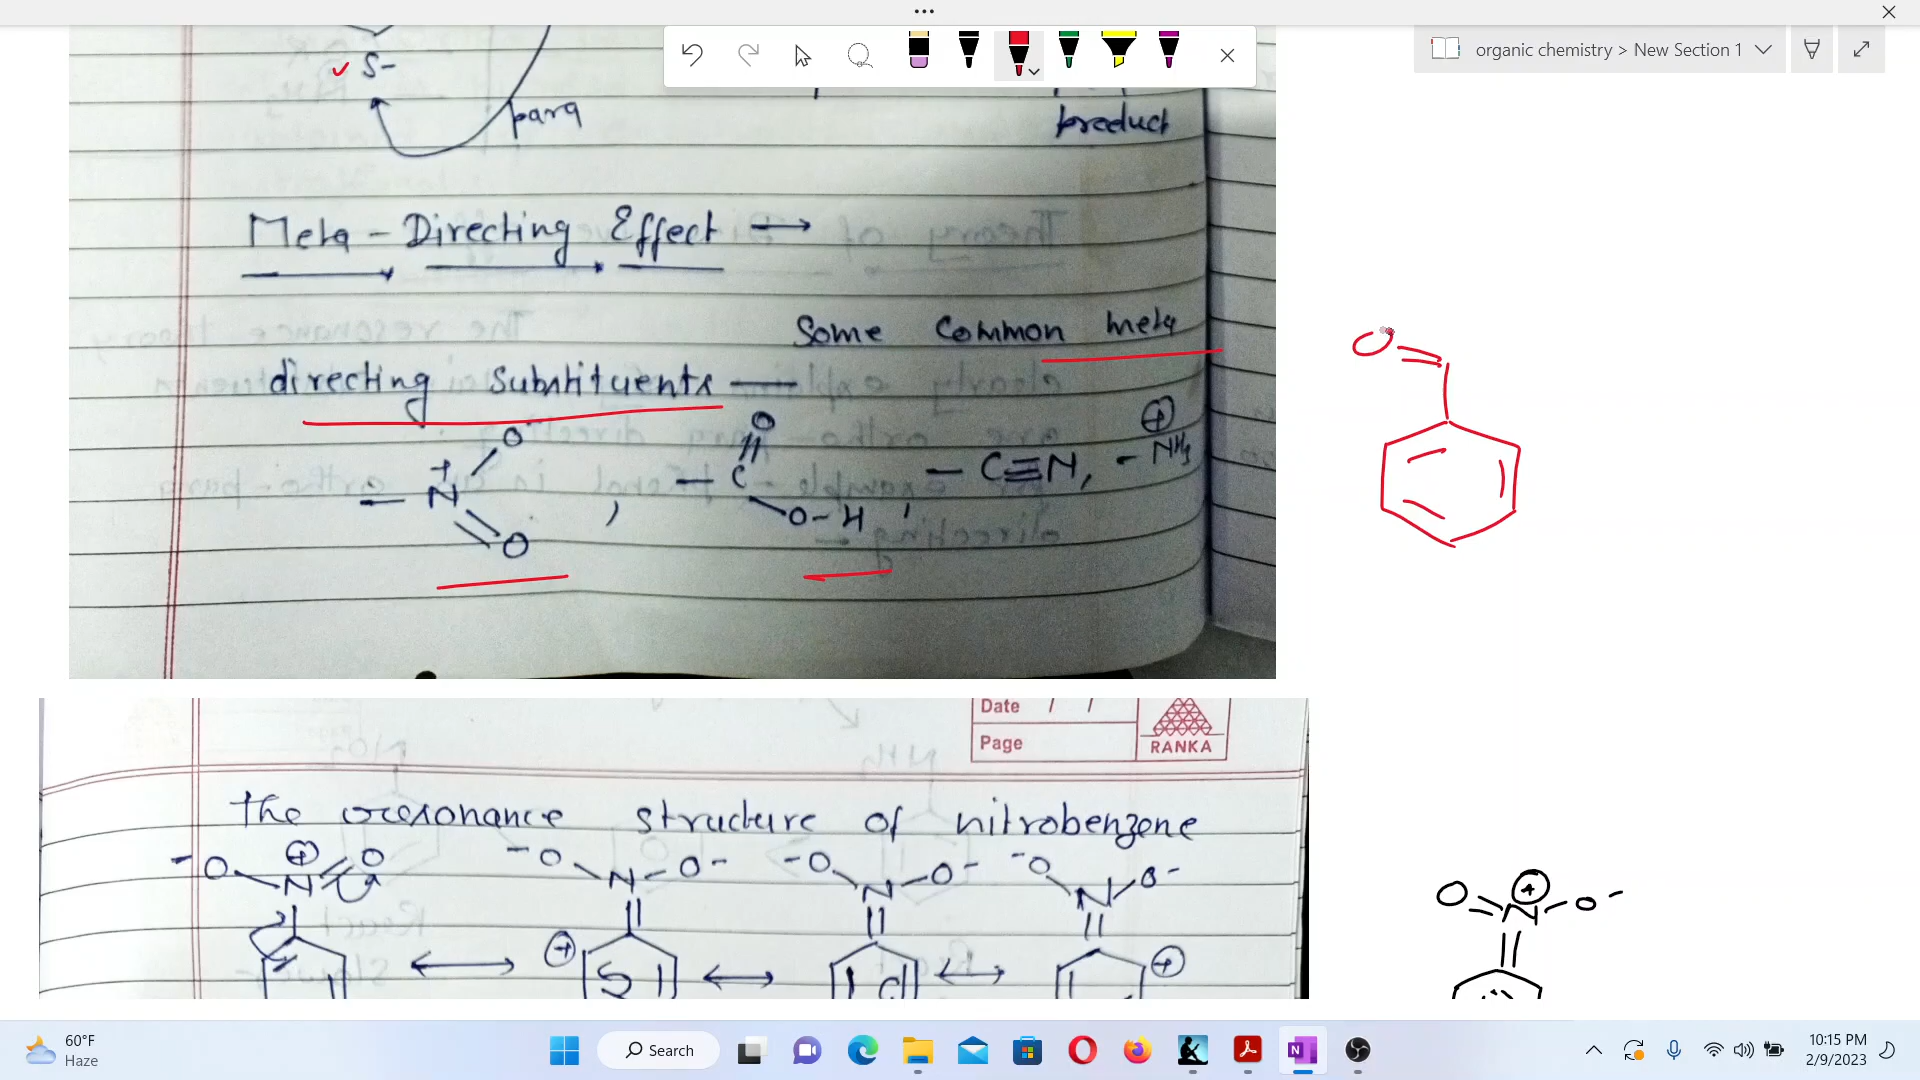 organic chemistry > New Section 1
S-
para
product
Meta-Directing Effect →
Some Common meta
directing Substituents —
O
+
N
O
,
O
C
O-H
,
- C≡N,
- NH3
+
O
Date / /
Page
RANKA
The resonance structure of nitrobenzene
-O + N O
-O N O-
-O N O-
-O N O-
+
+
O N + O -
60°F
Haze
Search
10:15 PM
2/9/2023